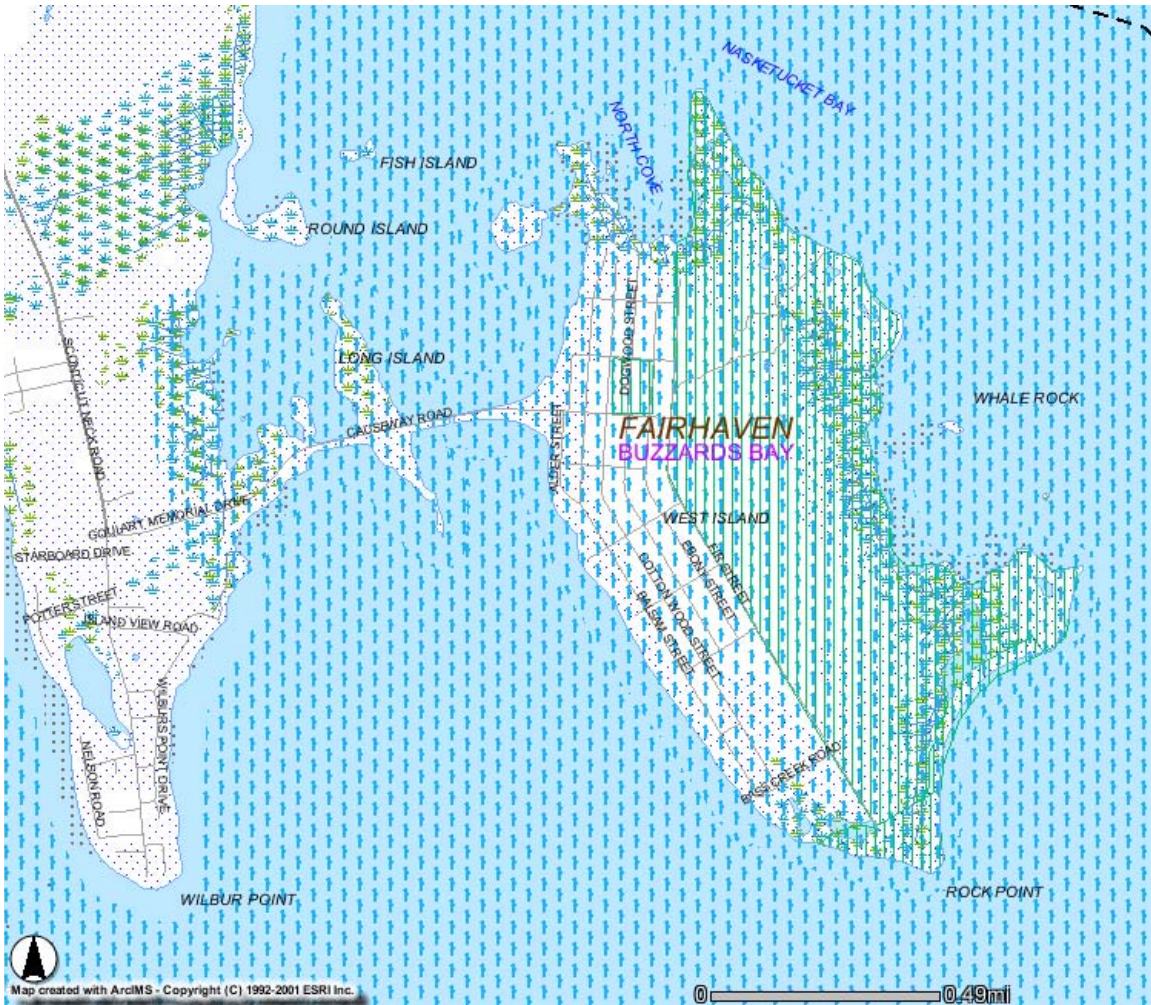 NASKETUCKET BAY
NORTH COVE
FISH ISLAND
ROUND ISLAND
DOGWOOD STREET
SCONTICUT NECK ROAD
LONG ISLAND
WHALE ROCK
CAUSEWAY ROAD
FAIRHAVEN
BUZZARDS BAY
ALDER STREET
GOULART MEMORIAL DRIVE
WEST ISLAND
STARBOARD DRIVE
FIR STREET
EBONY STREET
COTTON WOOD STREET
BALSAM STREET
POTTER STREET
ISLAND VIEW ROAD
WILBURS POINT DRIVE
NELSON ROAD
BASS CREEK ROAD
WILBUR POINT
ROCK POINT
Map created with ArcIMS - Copyright (C) 1992-2001 ESRI Inc.
0 0.49mi